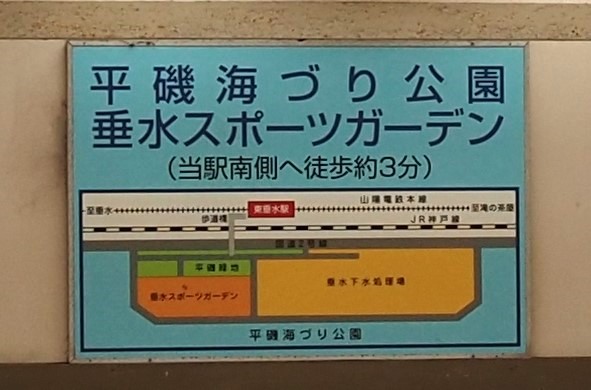 平磯海づり公園
垂水スポーツガーデン
（当駅南側へ徒歩約3分）
山陽電鉄本線
至垂水
東垂水駅
至滝の茶屋
歩道橋
JR神戸線
国道2号線
平磯緑地
垂水スポーツガーデン
垂水下水処理場
平磯海づり公園